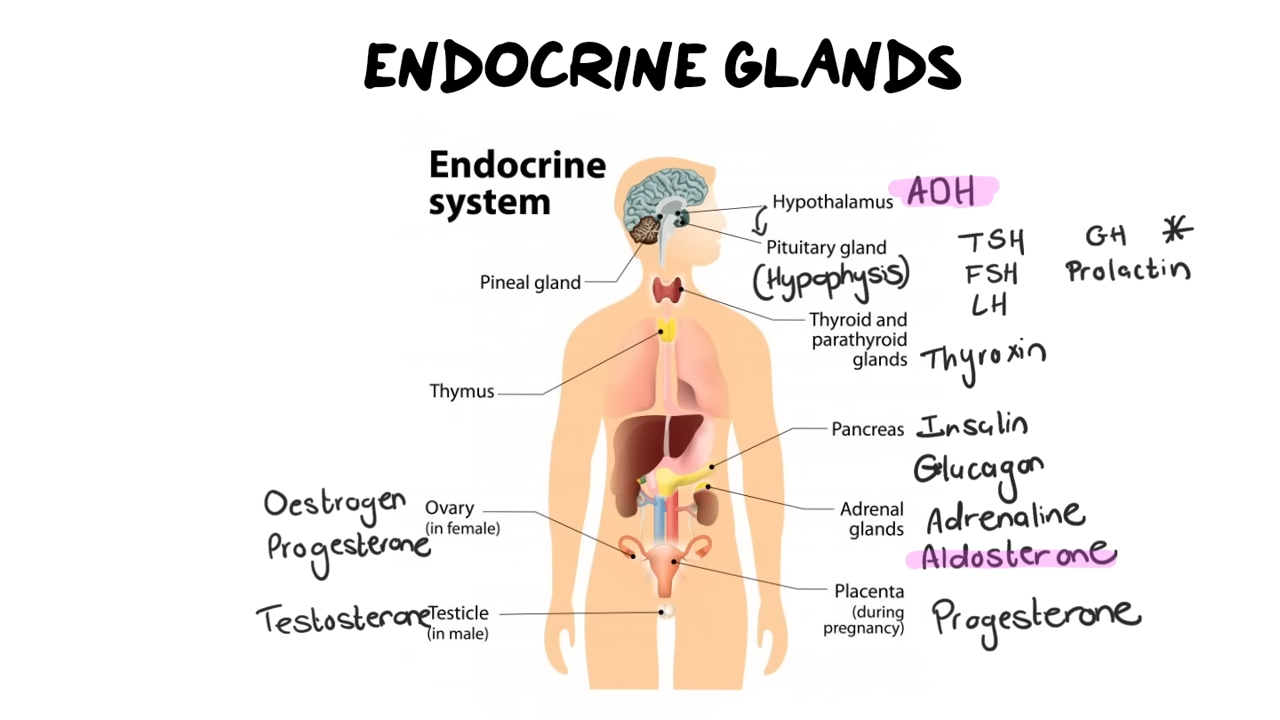 ENDOCRINE GLANDS
Endocrine
system
Hypothalamus ADH
Pituitary gland
(Hypophysis)
TSH GH *
FSH Prolactin
LH
Pineal gland
Thyroid and
parathyroid
glands
Thyroxin
Thymus
Pancreas Insulin
Glucagon
Oestrogen
Progesterone
Ovary
(in female)
Adrenal
glands
Adrenaline
Aldosterone
Testosterone Testicle
(in male)
Placenta
(during
pregnancy)
Progesterone